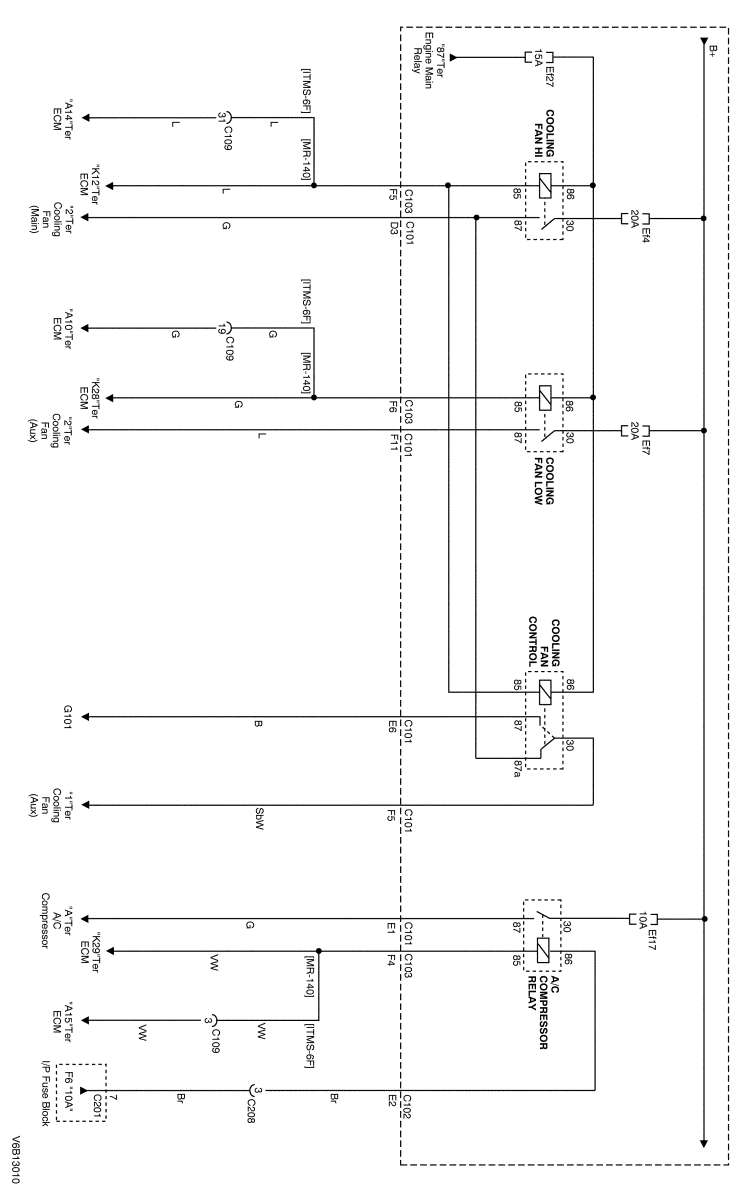 B+
"87"Ter
Engine Main
Relay
Ef27
15A
COOLING
FAN HI
86
85
30
87
Ef4
20A
[ITMS-6F]
[MR-140]
L
31
C109
L
"A14"Ter
ECM
C103
F5
L
"K12"Ter
ECM
C101
D3
G
"2"Ter
Cooling
Fan
(Main)
COOLING
FAN LOW
86
85
30
87
Ef7
20A
[ITMS-6F]
[MR-140]
G
19
C109
G
"A10"Ter
ECM
C103
F6
G
"K28"Ter
ECM
C101
F11
L
"2"Ter
Cooling
Fan
(Aux)
COOLING
FAN
CONTROL
86
85
87
30
87a
C101
E6
B
G101
C101
F5
SbW
"1"Ter
Cooling
Fan
(Aux)
Ef17
10A
30
87
86
85
A/C
COMPRESSOR
RELAY
C101
E1
G
"A"Ter
A/C
Compressor
C103
F4
VW
"K29"Ter
ECM
[MR-140]
[ITMS-6F]
VW
3
C109
VW
"A15"Ter
ECM
C102
E2
Br
3
C208
Br
7
C201
F6 "10A"
I/P Fuse Block
V6B13010